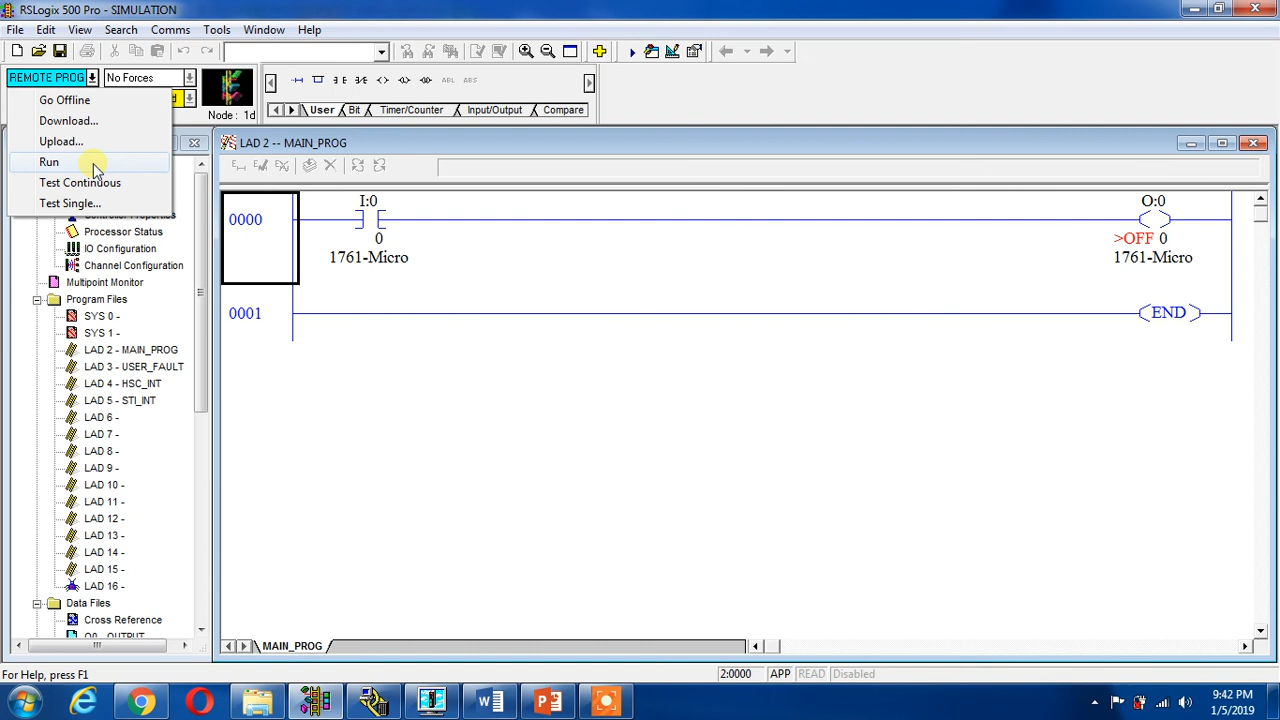 RSLogix 500 Pro - SIMULATION
File Edit View Search Comms Tools Window Help
REMOTE PROG No Forces
Go Offline
Download...
Upload...
Run
Test Continuous
Test Single...
Node : 1d
ABL ABS
User Bit Timer/Counter Input/Output Compare
LAD 2 -- MAIN_PROG
Processor Status
IO Configuration
Channel Configuration
Multipoint Monitor
Program Files
SYS 0 -
SYS 1 -
LAD 2 - MAIN_PROG
LAD 3 - USER_FAULT
LAD 4 - HSC_INT
LAD 5 - STI_INT
LAD 6 -
LAD 7 -
LAD 8 -
LAD 9 -
LAD 10 -
LAD 11 -
LAD 12 -
LAD 13 -
LAD 14 -
LAD 15 -
LAD 16 -
Data Files
Cross Reference
0000
I:0
0
1761-Micro
O:0
>OFF 0
1761-Micro
0001
END
MAIN_PROG
For Help, press F1
2:0000 APP READ Disabled
9:42 PM
1/5/2019